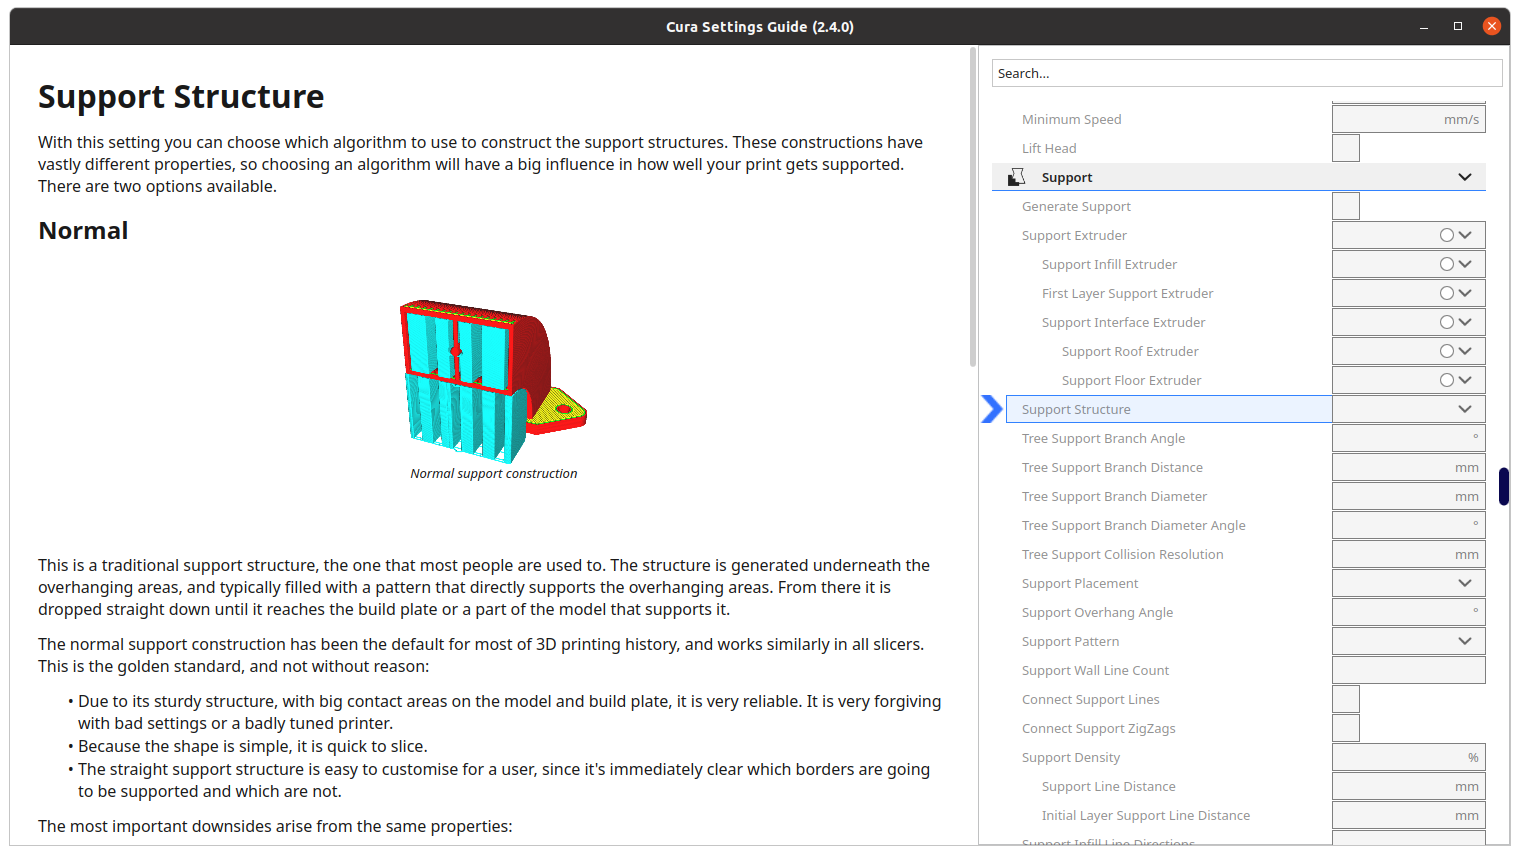 Cura Settings Guide (2.4.0)
Support Structure
With this setting you can choose which algorithm to use to construct the support structures. These constructions have
vastly different properties, so choosing an algorithm will have a big influence in how well your print gets supported.
There are two options available.
Normal
Normal support construction
This is a traditional support structure, the one that most people are used to. The structure is generated underneath the
overhanging areas, and typically filled with a pattern that directly supports the overhanging areas. From there it is
dropped straight down until it reaches the build plate or a part of the model that supports it.
The normal support construction has been the default for most of 3D printing history, and works similarly in all slicers.
This is the golden standard, and not without reason:
• Due to its sturdy structure, with big contact areas on the model and build plate, it is very reliable. It is very forgiving
with bad settings or a badly tuned printer.
• Because the shape is simple, it is quick to slice.
• The straight support structure is easy to customise for a user, since it's immediately clear which borders are going
to be supported and which are not.
The most important downsides arise from the same properties:
Search...
Minimum Speed mm/s
Lift Head
Support
Generate Support
Support Extruder
Support Infill Extruder
First Layer Support Extruder
Support Interface Extruder
Support Roof Extruder
Support Floor Extruder
Support Structure
Tree Support Branch Angle °
Tree Support Branch Distance mm
Tree Support Branch Diameter mm
Tree Support Branch Diameter Angle °
Tree Support Collision Resolution mm
Support Placement
Support Overhang Angle °
Support Pattern
Support Wall Line Count
Connect Support Lines
Connect Support ZigZags
Support Density %
Support Line Distance mm
Initial Layer Support Line Distance mm
Support Infill Line Directions